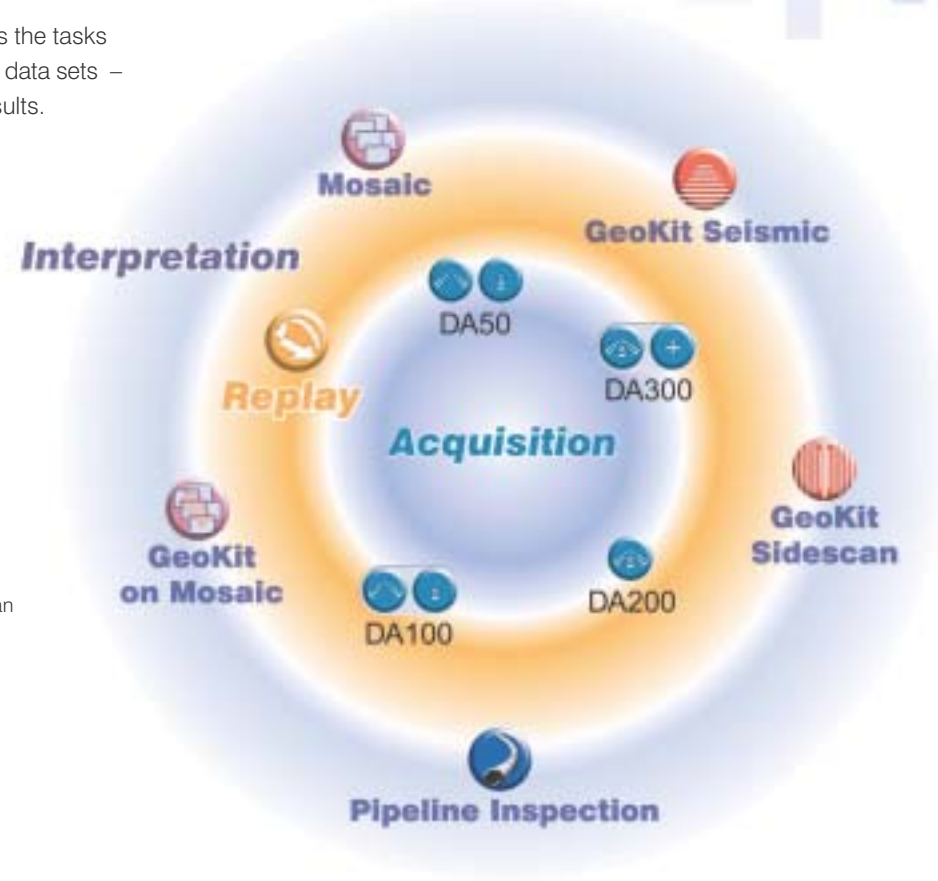 s the tasks
data sets –
sults.
Mosaic
GeoKit Seismic
Interpretation
DA50
DA300
Replay
Acquisition
GeoKit
Sidescan
GeoKit
on Mosaic
DA200
an
DA100
Pipeline Inspection